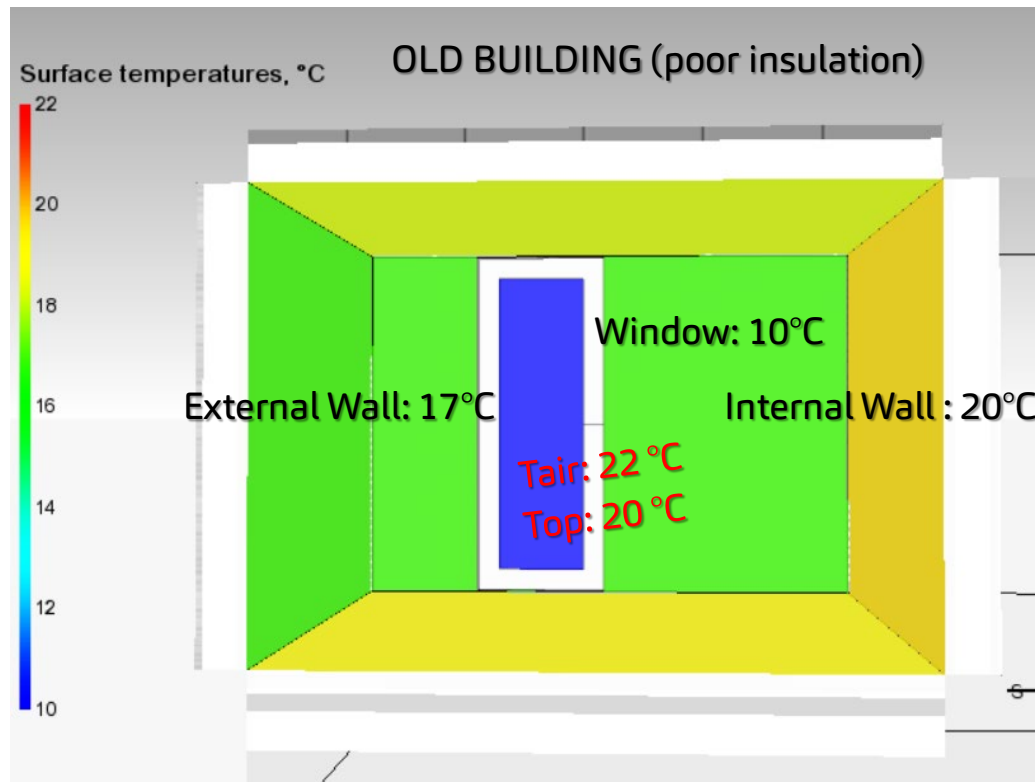 OLD BUILDING (poor insulation)
Surface temperatures, °C
22
20
18
16
14
12
10
Window: 10°C
External Wall: 17°C
Internal Wall : 20°C
Tair: 22 °C
Top: 20 °C